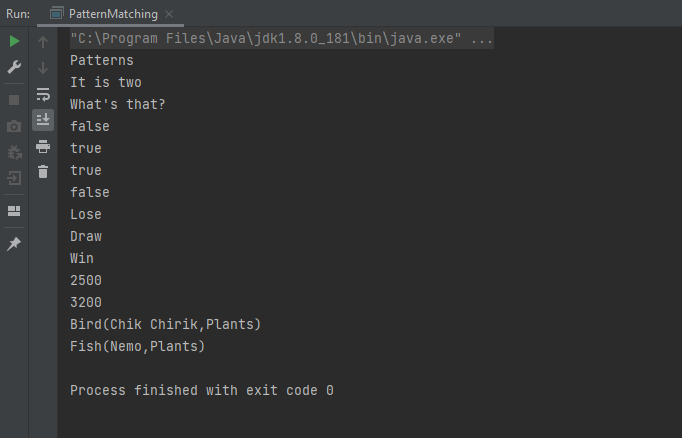 Run: PatternMatching
"C:\Program Files\Java\jdk1.8.0_181\bin\java.exe" ...
Patterns
It is two
What's that?
false
true
true
false
Lose
Draw
Win
2500
3200
Bird(Chik Chirik,Plants)
Fish(Nemo,Plants)
Process finished with exit code 0